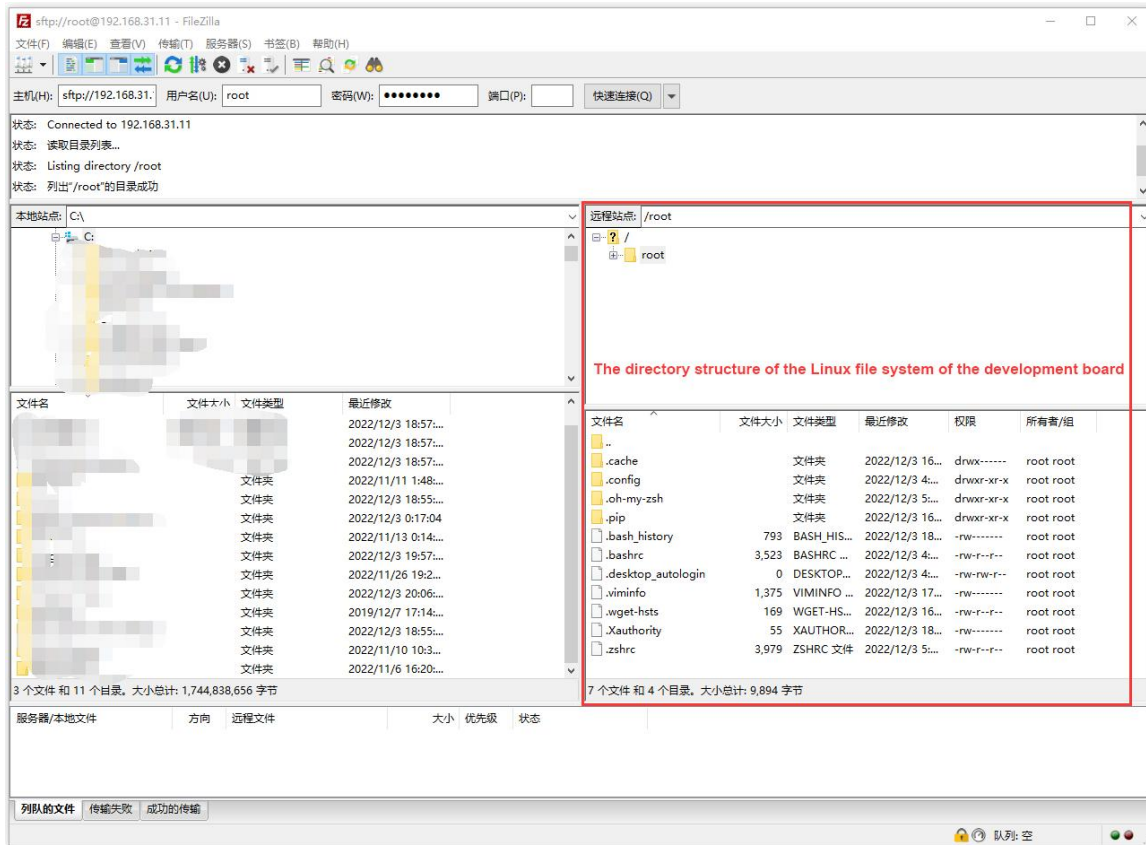 sftp://root@192.168.31.11 - FileZilla
文件(F) 编辑(E) 查看(V) 传输(T) 服务器(S) 书签(B) 帮助(H)
主机(H): sftp://192.168.31. 用户名(U): root 密码(W): ●●●●●●●● 端口(P): 快速连接(Q)
状态: Connected to 192.168.31.11
状态: 读取目录列表...
状态: Listing directory /root
状态: 列出"/root"的目录成功
本地站点: C:\
C:
文件名 文件大小 文件类型 最近修改
2022/12/3 18:57:...
2022/12/3 18:57:...
2022/12/3 18:57:...
文件夹 2022/11/11 1:48:...
文件夹 2022/12/3 18:55:...
文件夹 2022/12/3 0:17:04
文件夹 2022/11/13 0:14:...
文件夹 2022/12/3 19:57:...
文件夹 2022/11/26 19:2...
文件夹 2022/12/3 20:06:...
文件夹 2019/12/7 17:14:...
文件夹 2022/12/3 18:55:...
文件夹 2022/11/10 10:3...
文件夹 2022/11/6 16:20:...
3 个文件 和 11 个目录。大小总计: 1,744,838,656 字节
远程站点: /root
/
root
The directory structure of the Linux file system of the development board
文件名 文件大小 文件类型 最近修改 权限 所有者/组
..
.cache 文件夹 2022/12/3 16... drwx------ root root
.config 文件夹 2022/12/3 4:... drwxr-xr-x root root
.oh-my-zsh 文件夹 2022/12/3 5:... drwxr-xr-x root root
.pip 文件夹 2022/12/3 16... drwxr-xr-x root root
.bash_history 793 BASH_HIS... 2022/12/3 18... -rw------- root root
.bashrc 3,523 BASHRC ... 2022/12/3 4:... -rw-r--r-- root root
.desktop_autologin 0 DESKTOP... 2022/12/3 4:... -rw-rw-r-- root root
.viminfo 1,375 VIMINFO ... 2022/12/3 17... -rw------- root root
.wget-hsts 169 WGET-HS... 2022/12/3 16... -rw-r--r-- root root
.Xauthority 55 XAUTHOR... 2022/12/3 18... -rw------- root root
.zshrc 3,979 ZSHRC 文件 2022/12/3 5:... -rw-r--r-- root root
7 个文件 和 4 个目录。大小总计: 9,894 字节
服务器/本地文件 方向 远程文件 大小 优先级 状态
列队的文件 传输失败 成功的传输
队列: 空